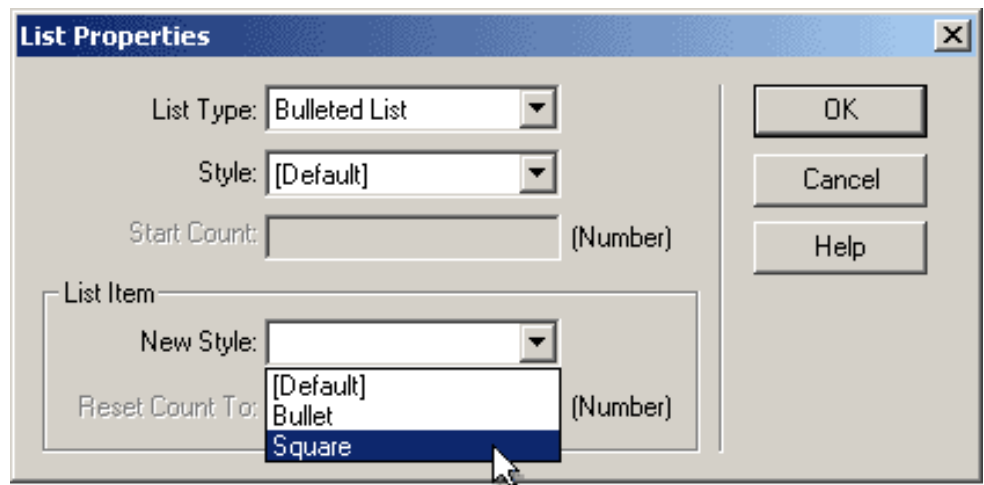 List Properties
List Type: Bulleted List
OK
Style: [Default]
Cancel
Start Count: (Number)
Help
List Item
New Style:
[Default]
Reset Count To: (Number)
Bullet
Square